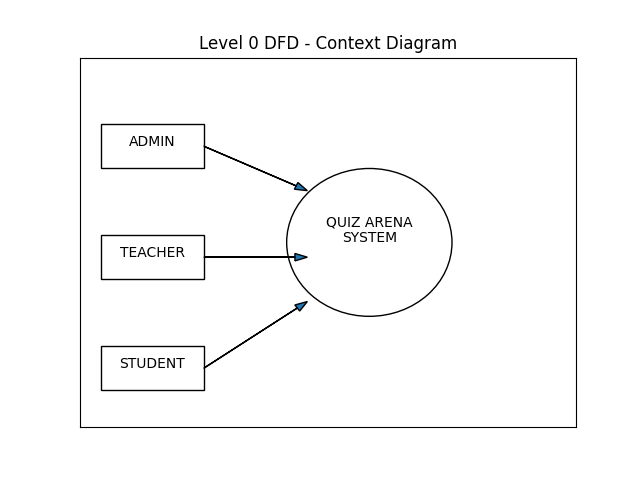 Level 0 DFD - Context Diagram
ADMIN
QUIZ ARENA
SYSTEM
TEACHER
STUDENT